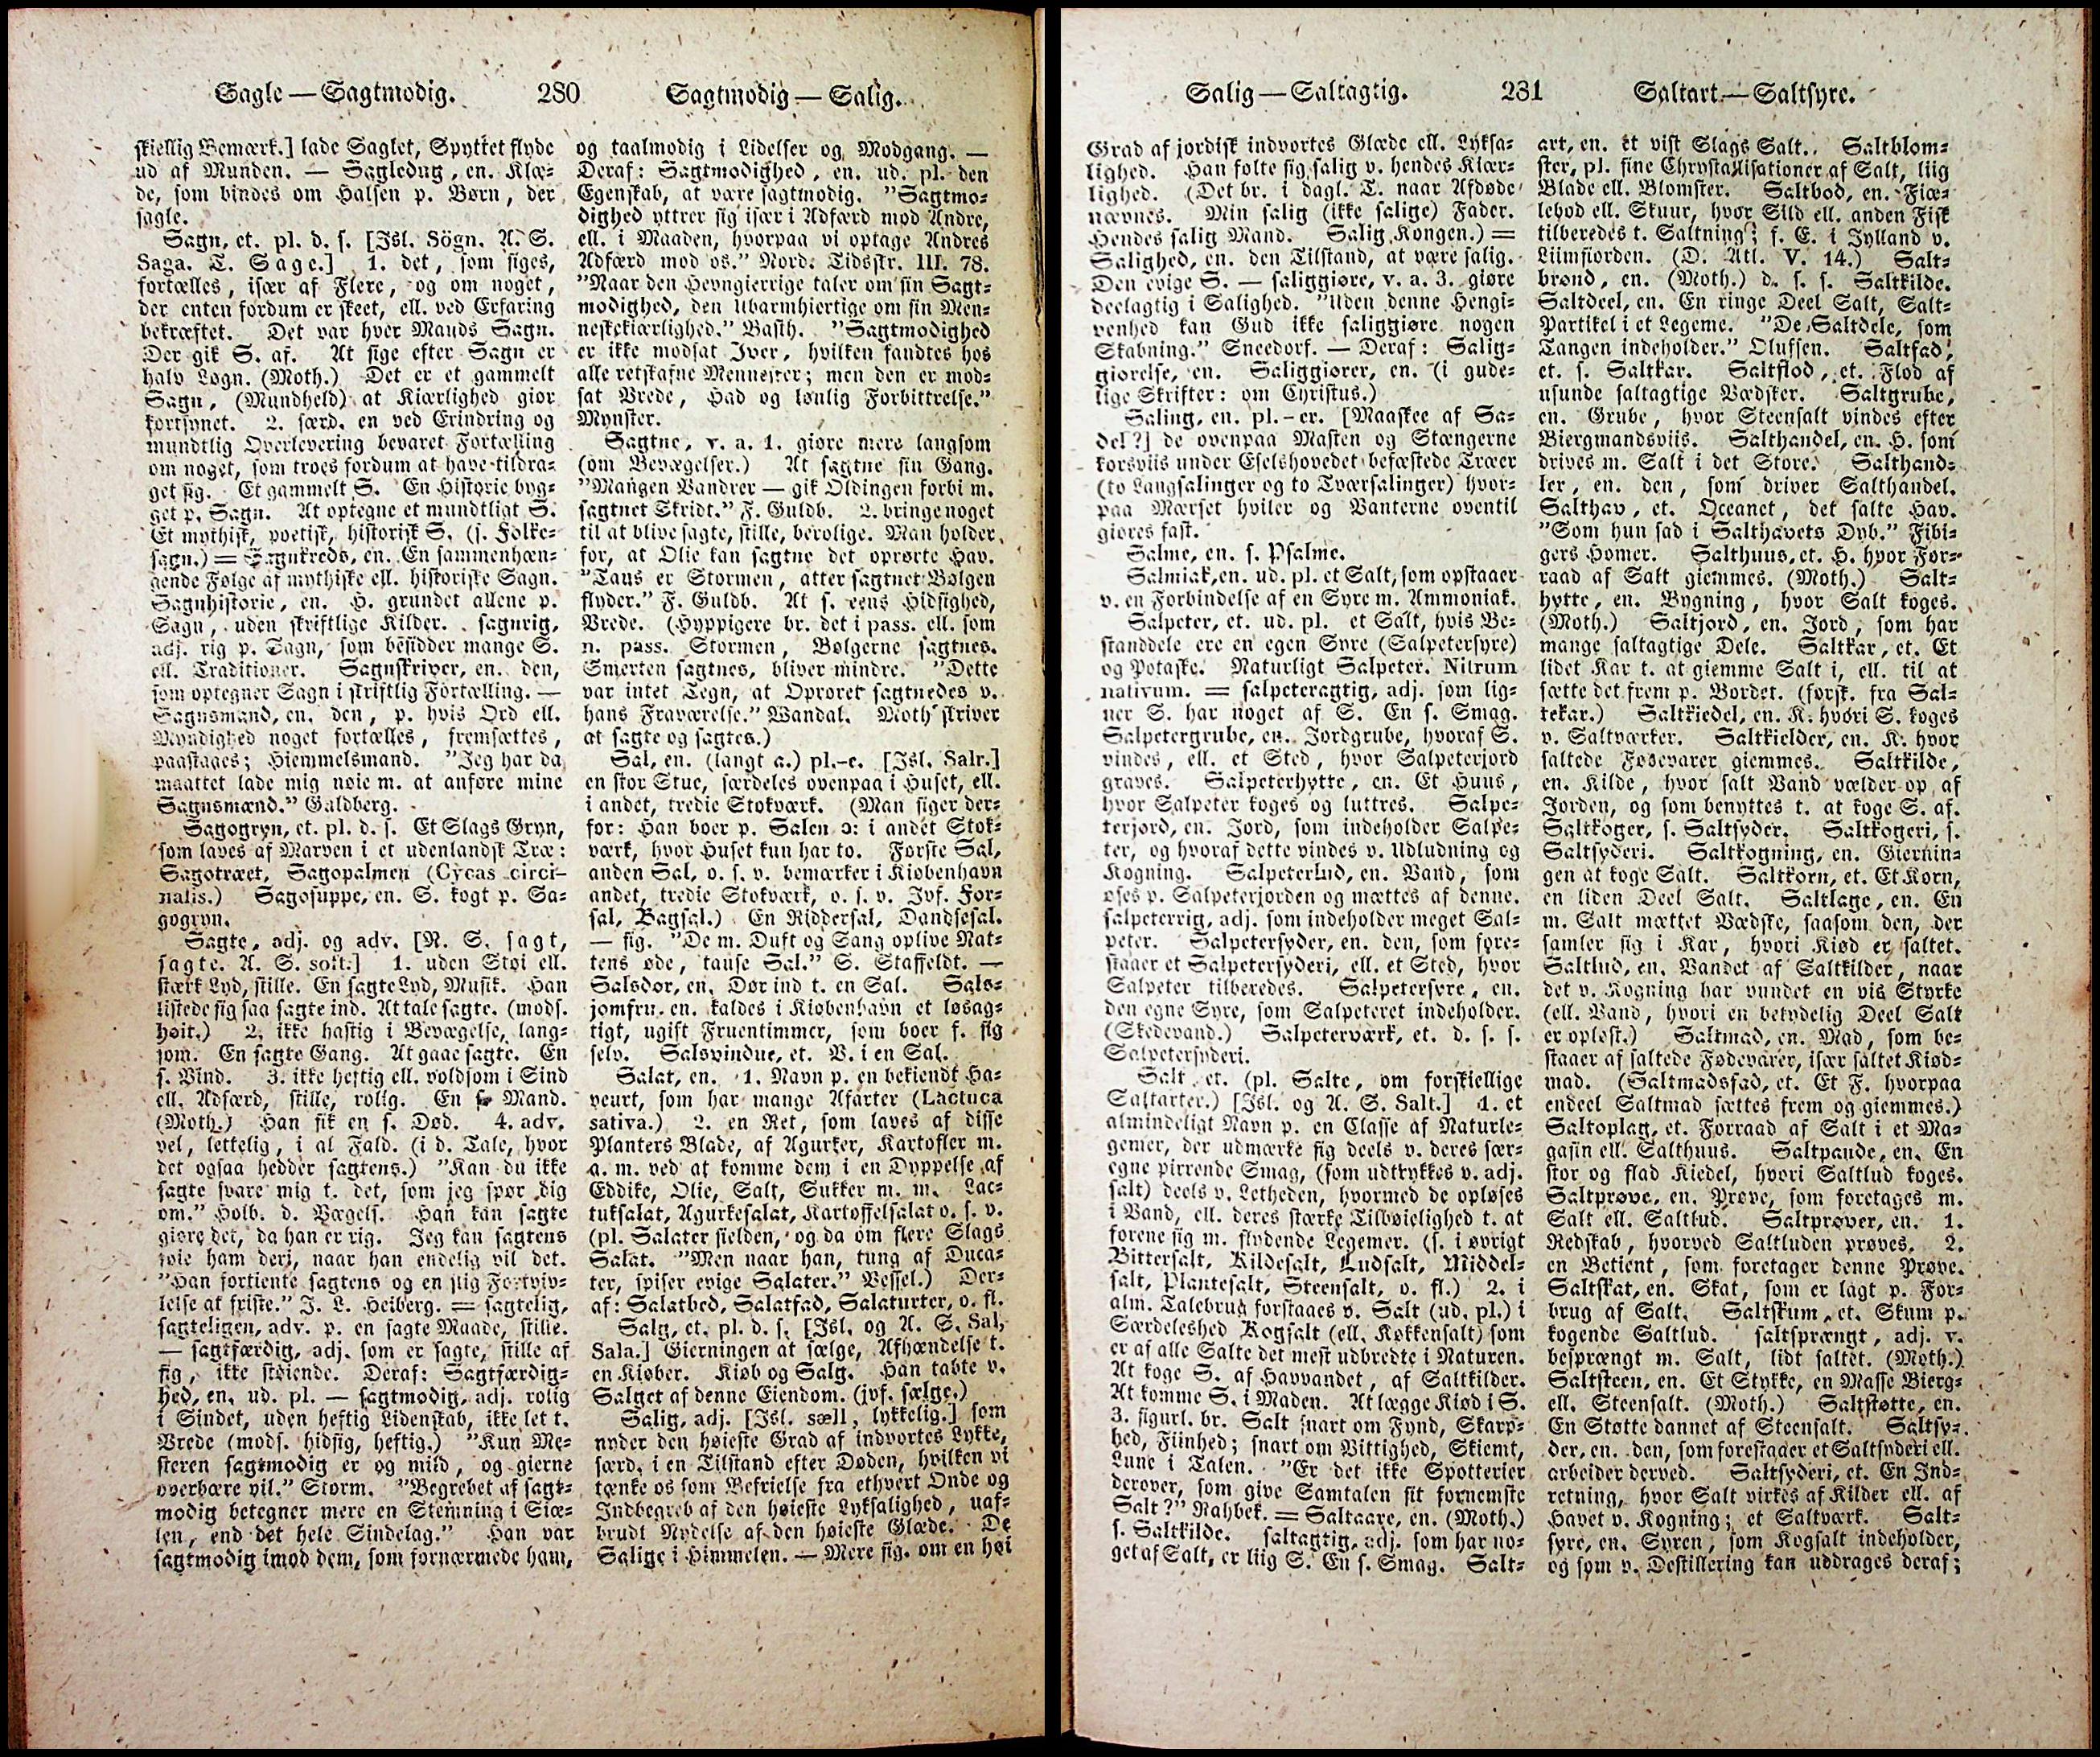 Sagle — Sagtmodig. 280 Sagtmodig — Salig.
skiellig Bemærk.] lade Saglet, Spyttet flyde
ud af Munden. — Sagledug, en. Klæ-
de, som bindes om Halsen p. Børn, der
sagle.
Sagn, et. pl. d. s. [Isl. Sögn. A. S.
Saga. T. Sage.] 1. det, som siges,
fortælles, især af Flere, og om noget,
der enten fordum er skeet, ell. ved Erfaring
bekræftet. Det var hver Mands Sagn.
Der gik S. af. At sige efter Sagn er
halv Løgn. (Moth.) Det er et gammelt
Sagn, (Mundheld) at Kiærlighed giør
kortsynet. 2. særd. en ved Erindring og
mundtlig Overlevering bevaret Fortælling
om noget, som troes fordum at have tildra-
get sig. Et gammelt S. En Historie byg-
get p. Sagn. At optegne et mundtligt S.
Et mythisk, poetisk, historisk S. (s. Folke-
sagn.) = Sagnkreds, en. En sammenhæn-
gende Følge af mythiske ell. historiske Sagn.
Sagnhistorie, en. H. grundet allene p.
Sagn, uden skriftlige Kilder. sagnrig,
adj. rig p. Sagn, som besidder mange S.
ell. Traditioner. Sagnskriver, en. den,
som optegner Sagn i skriftlig Fortælling. —
Sagnsmand, en. den, p. hvis Ord ell.
Myndighed noget fortælles, fremsættes,
paastages; Hiemmelsmand. "Jeg har da
maattet lade mig nøie m. at anføre mine
Sagnsmænd." Guldberg.
Sagogryn, et. pl. d. s. Et Slags Gryn,
som laves af Marven i et udenlandsk Træ:
Sagotræet, Sagopalmen (Cycas circi-
nalis.) Sagosuppe, en. S. kogt p. Sa-
gogryn.
Sagte, adj. og adv. [N. S. sagt,
sagte. A. S. soft.] 1. uden Støi ell.
stærk Lyd, stille. En sagte Lyd, Musik. Han
listede sig saa sagte ind. At tale sagte. (mods.
høit.) 2. ikke hastig i Bevægelse, lang-
som. En sagte Gang. At gaae sagte. En
s. Vind. 3. ikke heftig ell. voldsom i Sind
ell. Adfærd, stille, rolig. En s. Mand.
(Moth.) Han fik en s. Død. 4. adv.
vel, lettelig, i al Fald. (i d. Tale, hvor
det ogsaa hedder sagtens.) "Kan du ikke
sagte svare mig t. det, som jeg spør dig
om." Holb. d. Vægels. Han kan sagte
giøre det, da han er rig. Jeg kan sagtens
føie ham deri, naar han endelig vil det.
"Han fortiente sagtens og en slig Fortviv-
lelse at friste." J. L. Heiberg. = sagtelig,
sagteligen, adv. p. en sagte Maade, stille.
— sagtfærdig, adj. som er sagte, stille af
sig, ikke støiende. Deraf: Sagtfærdig-
hed, en. ud. pl. — sagtmodig, adj. rolig
i Sindet, uden heftig Lidenskab, ikke let t.
Vrede (mods. hidsig, heftig.) "Kun Me-
steren sagtmodig er og mild, og gierne
overbære vil." Storm. "Begrebet af sagt-
modig betegner mere en Stemning i Siæ-
len, end det hele Sindelag." Han var
sagtmodig imod dem, som fornærmede ham,
og taalmodig i Lidelser og Modgang. —
Deraf: Sagtmodighed, en. ud. pl. den
Egenskab, at være sagtmodig. "Sagtmo-
dighed yttrer sig især i Adfærd mod Andre,
ell. i Maaden, hvorpaa vi optage Andres
Adfærd mod os." Nord. Tidsskr. III. 78.
"Naar den Hevngierrige taler om sin Sagt-
modighed, den Ubarmhiertige om sin Men-
neskekiærlighed." Basth. "Sagtmodighed
er ikke modsat Iver, hvilken fandtes hos
alle retskafne Mennesker; men den er mod-
sat Vrede, Had og lønlig Forbittrelse."
Mynster.
Sagtne, v. a. 1. giøre mere langsom
(om Bevægelser.) At sagtne sin Gang.
"Mangen Vandrer — gik Oldingen forbi m.
sagtnet Skridt." F. Guldb. 2. bringe noget
til at blive sagte, stille, berolige. Man holder
for, at Olie kan sagtne det oprørte Hav.
"Taus er Stormen, atter sagtnet Bølgen
flyder." F. Guldb. At s. eens Hidsighed,
Vrede. (Hyppigere br. det i pass. ell. som
n. pass. Stormen, Bølgerne sagtnes.
Smerten sagtnes, bliver mindre. "Dette
var intet Tegn, at Oprøret sagtnedes v.
hans Fraværelse." Wandal. Moth skriver
at sagte og sagtes.)
Sal, en. (langt a.) pl.-e. [Isl. Salr.]
en stor Stue, særdeles ovenpaa i Huset, ell.
i andet, tredie Stokværk. (Man siger der-
for: Han boer p. Salen ɔ: i andet Stok-
værk, hvor Huset kun har to. Første Sal,
anden Sal, o. s. v. bemærker i Kiøbenhavn
andet, tredie Stokværk, o. s. v. Jvf. For-
sal, Bagsal.) En Riddersal, Dandsesal.
— fig. "De m. Duft og Sang oplive Nat-
tens øde, tause Sal." S. Staffeldt. —
Salsdør, en. Dør ind t. en Sal. Sals-
jomfru, en. kaldes i Kiøbenhavn et løsag-
tigt, ugift Fruentimmer, som boer f. sig
selv. Salsvindue, et. V. i en Sal.
Salat, en. 1. Navn p. en bekiendt Ha-
veurt, som har mange Afarter (Lactuca
sativa.) 2. en Ret, som laves af disse
Planters Blade, af Agurker, Kartofler m.
a. m. ved at komme dem i en Dyppelse af
Eddike, Olie, Salt, Sukker m. m. Lac-
tuksalat, Agurkesalat, Kartoffelsalat o. s. v.
(pl. Salater sielden, og da om flere Slags
Salat. "Men naar han, tung af Duca-
ter, spiser evige Salater." Vessel.) Der-
af: Salatbed, Salatfad, Salaturter, o. fl.
Salg, et. pl. d. s. [Isl. og A. S. Sal,
Sala.] Gierningen at sælge, Afhændelse t.
en Kiøber. Kiøb og Salg. Han tabte v.
Salget af denne Eiendom. (jvf. sælge.)
Salig, adj. [Isl. sæll, lykkelig.] som
nyder den høieste Grad af indvortes Lykke,
særd. i en Tilstand efter Døden, hvilken vi
tænke os som Befrielse fra ethvert Onde og
Indbegreb af den høieste Lyksalighed, uaf-
brudt Nydelse af den høieste Glæde. De
Salige i Himmelen. — Mere fig. om en høi
Salig — Saltagtig. 281 Saltart — Saltsyre.
Grad af jordisk indvortes Glæde ell. Lyksa-
lighed. Han følte sig salig v. hendes Kiær-
lighed. (Det br. i dagl. T. naar Afdøde
nævnes. Min salig (ikke salige) Fader.
Hendes salig Mand. Salig Kongen.) =
Salighed, en. den Tilstand, at være salig.
Den evige S. — saliggiøre, v. a. 3. giøre
deelagtig i Salighed. "Uden denne Hengi-
venhed kan Gud ikke saliggiøre nogen
Skabning." Sneedorf. — Deraf: Salig-
giørelse, en. Saliggiører, en. (i gude-
lige Skrifter: om Christus.)
Saling, en. pl. -er. [Maaskee af Sa-
del?] de ovenpaa Masten og Stængerne
korsviis under Eselshovedet befæstede Træer
(to Langsalinger og to Tværsalinger) hvor-
paa Mærset hviler og Vanterne oventil
giøres fast.
Salme, en. s. Psalme.
Salmiak, en. ud. pl. et Salt, som opstaaer
v. en Forbindelse af en Syre m. Ammoniak.
Salpeter, et. ud. pl. et Salt, hvis Be-
standdele ere en egen Syre (Salpetersyre)
og Potaske. Naturligt Salpeter. Nitrum
nativum. = salpeteragtig, adj. som lig-
ner S. har noget af S. En s. Smag.
Salpetergrube, en. Jordgrube, hvoraf S.
vindes, ell. et Sted, hvor Salpeterjord
graves. Salpeterhytte, en. Et Huus,
hvor Salpeter koges og luttres. Salpe-
terjord, en. Jord, som indeholder Salpe-
ter, og hvoraf dette vindes v. Udludning og
Kogning. Salpeterlud, en. Vand, som
øses p. Salpeterjorden og mættes af denne.
salpeterrig, adj. som indeholder meget Sal-
peter. Salpetersyder, en. den, som fore-
staaer et Salpetersyderi, ell. et Sted, hvor
Salpeter tilberedes. Salpetersyre, en.
den egne Syre, som Salpeteret indeholder.
(Skedevand.) Salpeterværk, et. d. s. s.
Salpetersyderi.
Salt, et. (pl. Salte, om forskiellige
Saltarter.) [Isl. og A. S. Salt.] 1. et
almindeligt Navn p. en Classe af Naturle-
gemer, der udmærke sig deels v. deres sær-
egne pirrende Smag, (som udtrykkes v. adj.
salt) deels v. Letheden, hvormed de opløses
i Vand, ell. deres stærke Tilbøielighed t. at
forene sig m. flydende Legemer. (s. i øvrigt
Bittersalt, Kildesalt, Ludsalt, Middel-
salt, Plantesalt, Steensalt, o. fl.) 2. i
alm. Talebrug forstaaes v. Salt (ud. pl.) i
Særdeleshed Kogsalt (ell. Køkkensalt) som
er af alle Salte det mest udbredte i Naturen.
At koge S. af Havvandet, af Saltkilder.
At komme S. i Maden. At lægge Kiød i S.
3. figurl. br. Salt snart om Fynd, Skarp-
hed, Fiinhed; snart om Vittighed, Skiemt,
Lune i Talen. "Er det ikke Spotterier
derover, som give Samtalen sit fornemste
Salt?" Rahbek. = Saltaare, en. (Moth.)
s. Saltkilde. saltagtig, adj. som har no-
get af Salt, er liig S. En s. Smag. Salt-
art, en. et vist Slags Salt. Saltblom-
ster, pl. fine Chrystallisationer af Salt, liig
Blade ell. Blomster. Saltbod, en. Fiæ-
lebod ell. Skuur, hvor Sild ell. anden Fisk
tilberedes t. Saltning; f. E. i Jylland v.
Liimfiorden. (D. Atl. V. 14.) Salt-
brønd, en. (Moth.) d. s. s. Saltkilde.
Saltdeel, en. En ringe Deel Salt, Salt-
Partikel i et Legeme. "De Saltdele, som
Tangen indeholder." Olufsen. Saltfad,
et. s. Saltkar. Saltflod, et. Flod af
usunde saltagtige Vædsker. Saltgrube,
en. Grube, hvor Steensalt vindes efter
Biergmandsviis. Salthandel, en. H. som
drives m. Salt i det Store. Salthand-
ler, en. den, som driver Salthandel.
Salthav, et. Oceanet, det salte Hav.
"Som hun sad i Salthavets Dyb." Fibi-
gers Homer. Salthuus, et. H. hvor For-
raad af Salt giemmes. (Moth.) Salt-
hytte, en. Bygning, hvor Salt koges.
(Moth.) Saltjord, en. Jord, som har
mange saltagtige Dele. Saltkar, et. Et
lidet Kar t. at giemme Salt i, ell. til at
sætte det frem p. Bordet. (forsk. fra Sal-
tekar.) Saltkiedel, en. K. hvori S. koges
v. Saltværker. Saltkielder, en. K. hvor
saltede Fødevarer giemmes. Saltkilde,
en. Kilde, hvor salt Vand vælder op af
Jorden, og som benyttes t. at koge S. af.
Saltkoger, s. Saltsyder. Saltkogeri, s.
Saltsyderi. Saltkogning, en. Giernin-
gen at koge Salt. Saltkorn, et. Et Korn,
en liden Deel Salt. Saltlage, en. En
m. Salt mættet Vædske, saasom den, der
samler sig i Kar, hvori Kiød er saltet.
Saltlud, en. Vandet af Saltkilder, naar
det v. Kogning har vundet en vis Styrke
(ell. Vand, hvori en betydelig Deel Salt
er opløst.) Saltmad, en. Mad, som be-
staaer af saltede Fødevarer, især saltet Kiød-
mad. (Saltmadsfad, et. Et F. hvorpaa
endeel Saltmad sættes frem og giemmes.)
Saltoplag, et. Forraad af Salt i et Ma-
gasin ell. Salthuus. Saltpande, en. En
stor og flad Kiedel, hvori Saltlud koges.
Saltprøve, en. Prøve, som foretages m.
Salt ell. Saltlud. Saltprøver, en. 1.
Redskab, hvorved Saltluden prøves. 2.
en Betient, som foretager denne Prøve.
Saltskat, en. Skat, som er lagt p. For-
brug af Salt. Saltskum, et. Skum p.
kogende Saltlud. saltsprængt, adj. v.
besprængt m. Salt, lidt saltet. (Moth.)
Saltsteen, en. Et Stykke, en Masse Bierg-
ell. Steensalt. (Moth.) Saltstøtte, en.
En Støtte dannet af Steensalt. Saltsy-
der, en. den, som forestaaer et Saltsyderi ell.
arbeider derved. Saltsyderi, et. En Ind-
retning, hvor Salt virkes af Kilder ell. af
Havet v. Kogning; et Saltværk. Salt-
syre, en. Syren, som Kogsalt indeholder,
og som v. Destillering kan uddrages deraf;